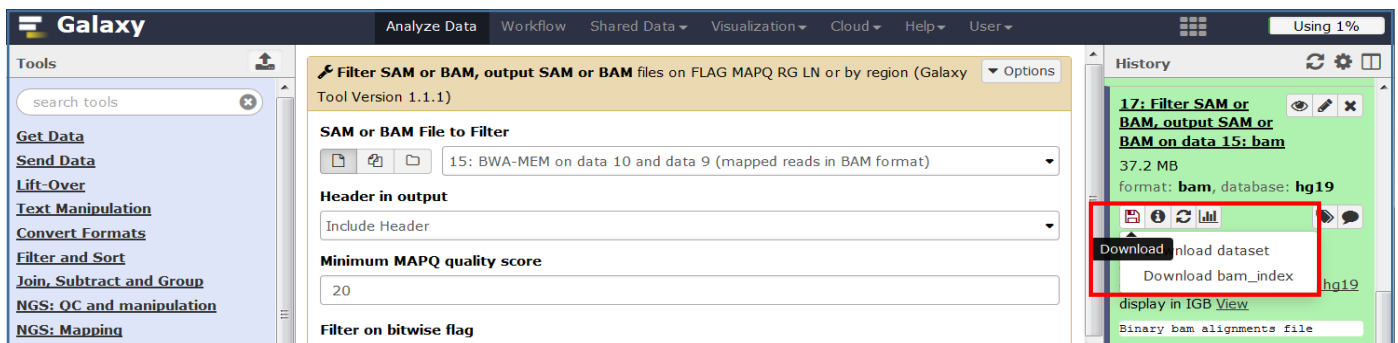 Galaxy
Analyze Data Workflow Shared Data Visualization Cloud Help User
Using 1%
Tools
search tools
Get Data
Send Data
Lift-Over
Text Manipulation
Convert Formats
Filter and Sort
Join, Subtract and Group
NGS: QC and manipulation
NGS: Mapping
Filter SAM or BAM, output SAM or BAM files on FLAG MAPQ RG LN or by region (Galaxy
Tool Version 1.1.1)
Options
SAM or BAM File to Filter
15: BWA-MEM on data 10 and data 9 (mapped reads in BAM format)
Header in output
Include Header
Minimum MAPQ quality score
20
Filter on bitwise flag
History
17: Filter SAM or
BAM, output SAM or
BAM on data 15: bam
37.2 MB
format: bam, database: hg19
Download
nload dataset
Download bam_index
hg19
display in IGB View
Binary bam alignments file